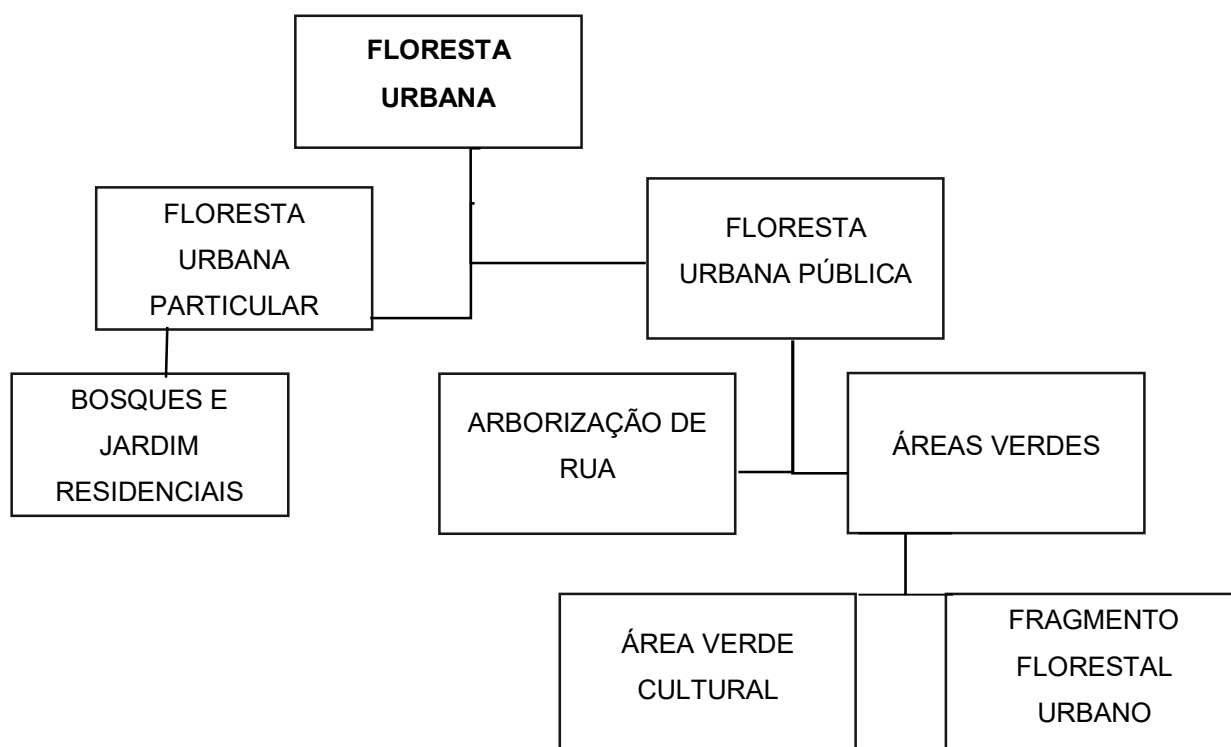 FLORESTA
URBANA
FLORESTA
URBANA
PARTICULAR
FLORESTA
URBANA PÚBLICA
BOSQUES E
JARDIM
RESIDENCIAIS
ARBORIZAÇÃO DE
RUA
ÁREAS VERDES
ÁREA VERDE
CULTURAL
FRAGMENTO
FLORESTAL
URBANO